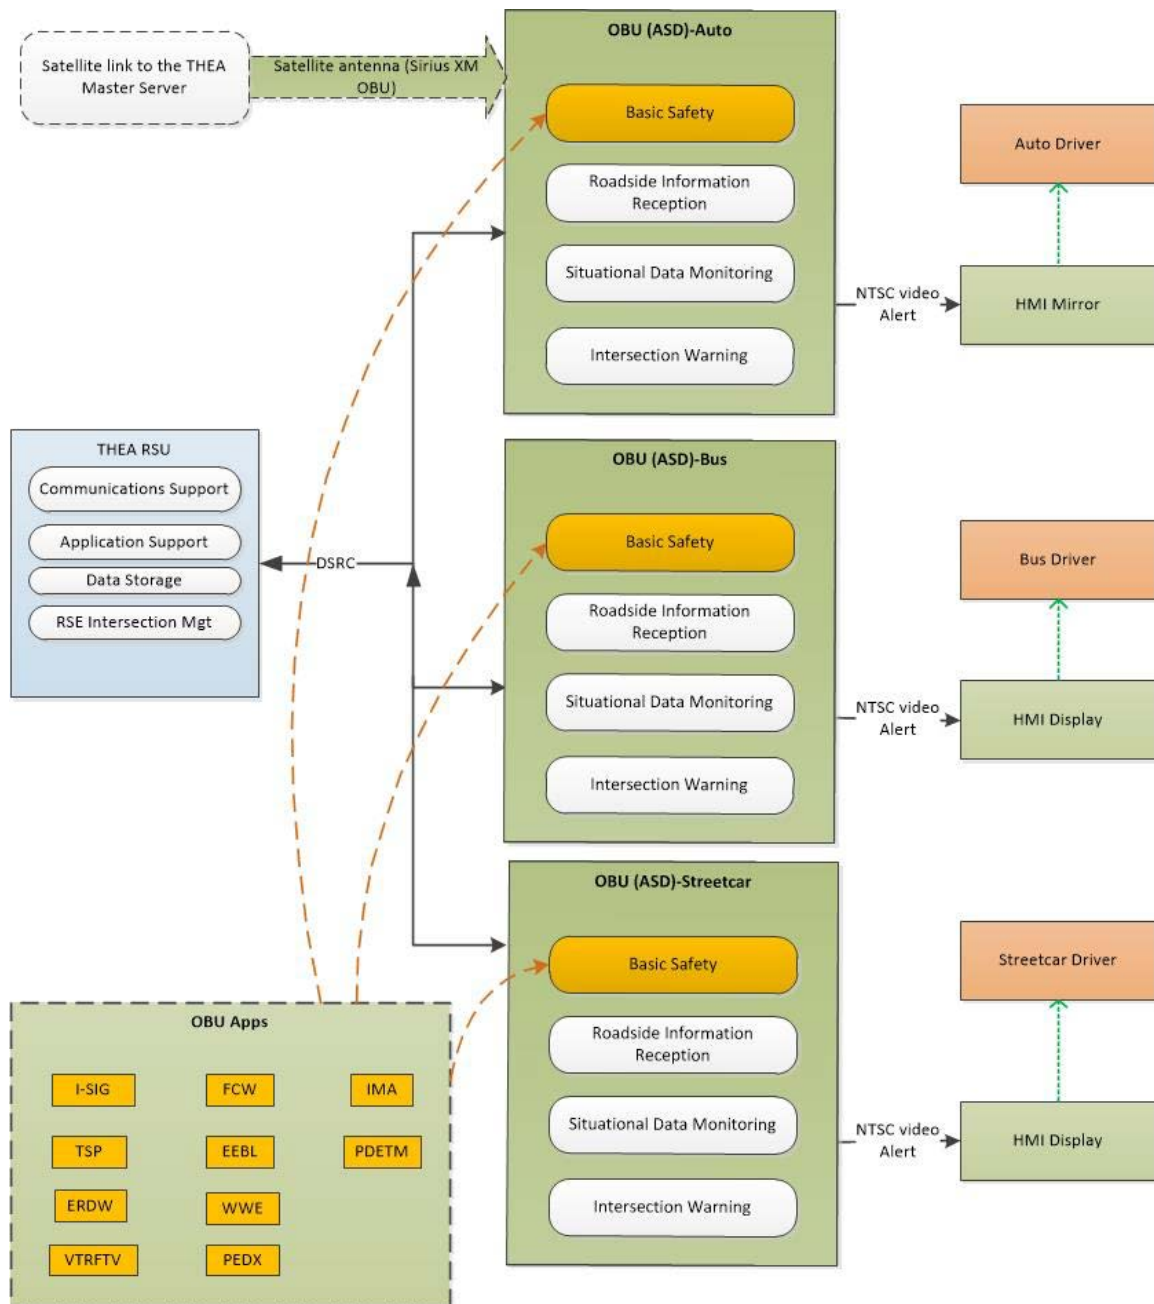 OBU (ASD)-Auto
Satellite link to the THEA
Master Server
Satellite antenna (Sirius XM
OBU)
Basic Safety
Roadside Information
Reception
Situational Data Monitoring
Intersection Warning
NTSC video
Alert
Auto Driver
HMI Mirror
THEA RSU
Communications Support
Application Support
Data Storage
RSE Intersection Mgt
DSRC
OBU (ASD)-Bus
Basic Safety
Roadside Information
Reception
Situational Data Monitoring
Intersection Warning
NTSC video
Alert
Bus Driver
HMI Display
OBU (ASD)-Streetcar
Basic Safety
Roadside Information
Reception
Situational Data Monitoring
Intersection Warning
NTSC video
Alert
Streetcar Driver
HMI Display
OBU Apps
I-SIG
FCW
IMA
TSP
EEBL
PDETM
ERDW
WWE
VTRFTV
PEDX